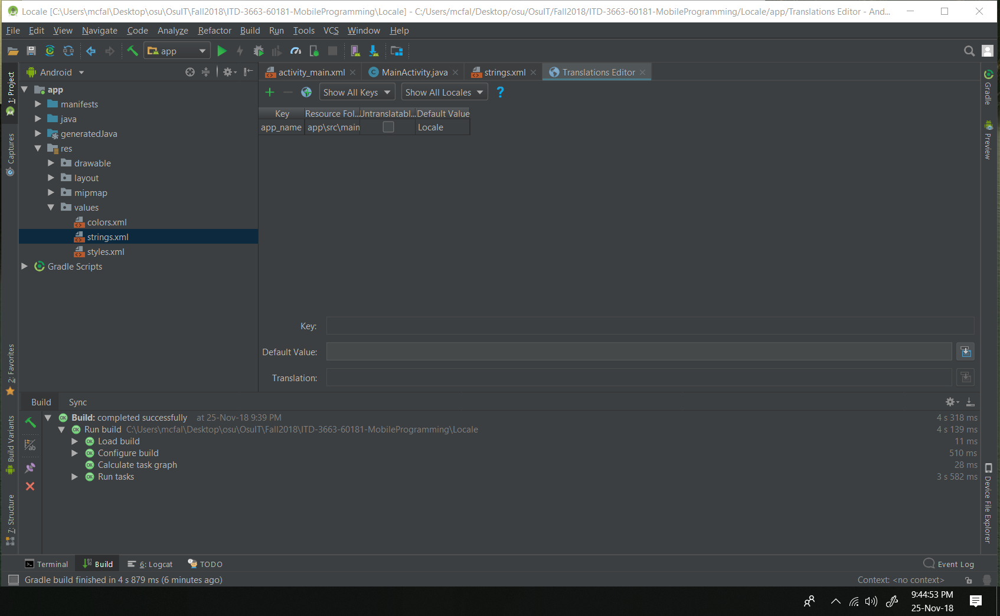 Locale [C:\Users\mcfal\Desktop\osu\OsuIT\Fall2018\ITD-3663-60181-MobileProgramming\Locale] - C:/Users/mcfal/Desktop/osu/OsuIT/Fall2018/ITD-3663-60181-MobileProgramming/Locale/app/Translations Editor - And...
File Edit View Navigate Code Analyze Refactor Build Run Tools VCS Window Help
app
Android
activity_main.xml MainActivity.java strings.xml Translations Editor
1: Project
Captures
2: Favorites
Build Variants
7: Structure
app
manifests
java
generatedJava
res
drawable
layout
mipmap
values
colors.xml
strings.xml
styles.xml
Gradle Scripts
Show All Keys Show All Locales ?
Key Resource Fol... Untranslatabl... Default Value
app_name app\src\main Locale
Key:
Default Value:
Translation:
Gradle
Preview
Device File Explorer
Build Sync
Build: completed successfully at 25-Nov-18 9:39 PM 4 s 318 ms
Run build C:\Users\mcfal\Desktop\osu\OsuIT\Fall2018\ITD-3663-60181-MobileProgramming\Locale 4 s 139 ms
Load build 11 ms
Configure build 510 ms
Calculate task graph 28 ms
Run tasks 3 s 582 ms
Terminal Build 6: Logcat TODO Event Log
Gradle build finished in 4 s 879 ms (6 minutes ago) Context: <no context>
9:44:53 PM
25-Nov-18